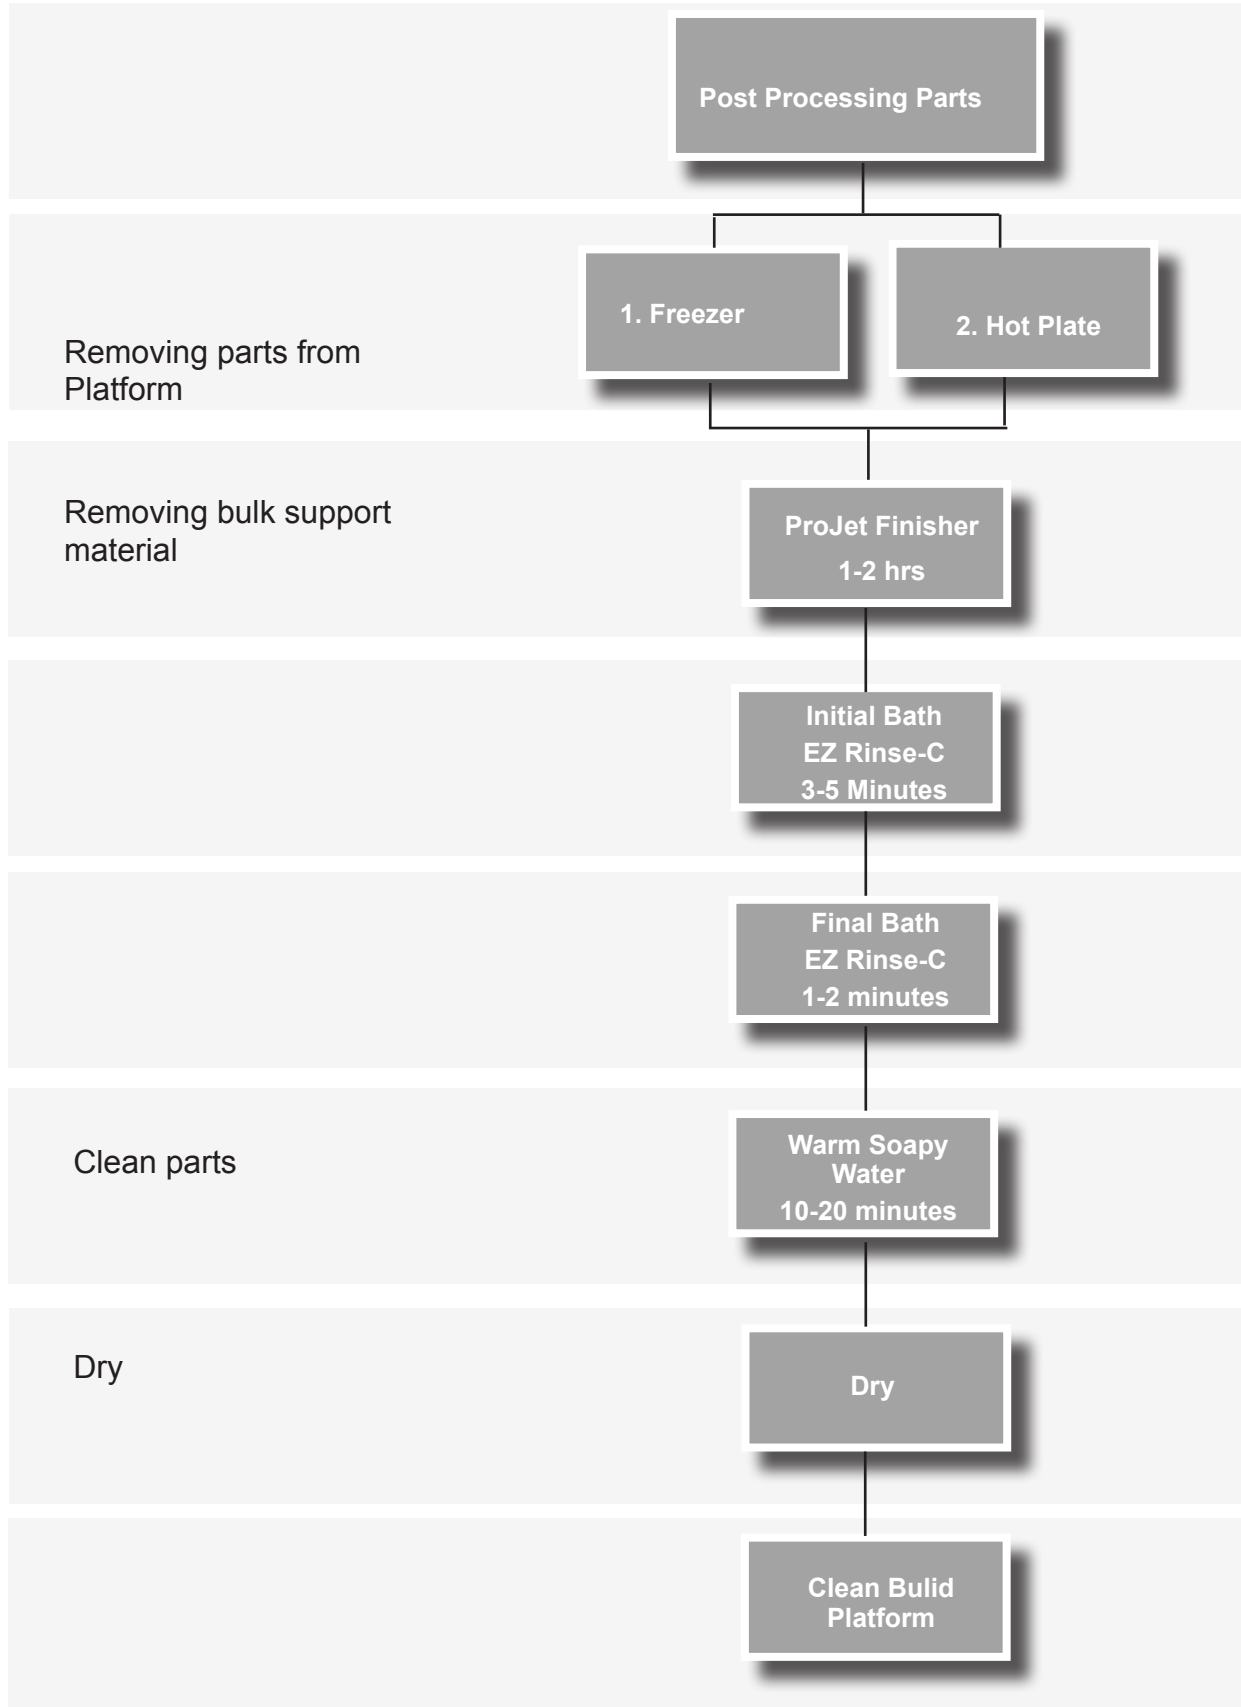 Post Processing Parts
1. Freezer
2. Hot Plate
Removing parts from
Platform
Removing bulk support
material
ProJet Finisher
1-2 hrs
Initial Bath
EZ Rinse-C
3-5 Minutes
Final Bath
EZ Rinse-C
1-2 minutes
Clean parts
Warm Soapy
Water
10-20 minutes
Dry
Dry
Clean Bulid
Platform